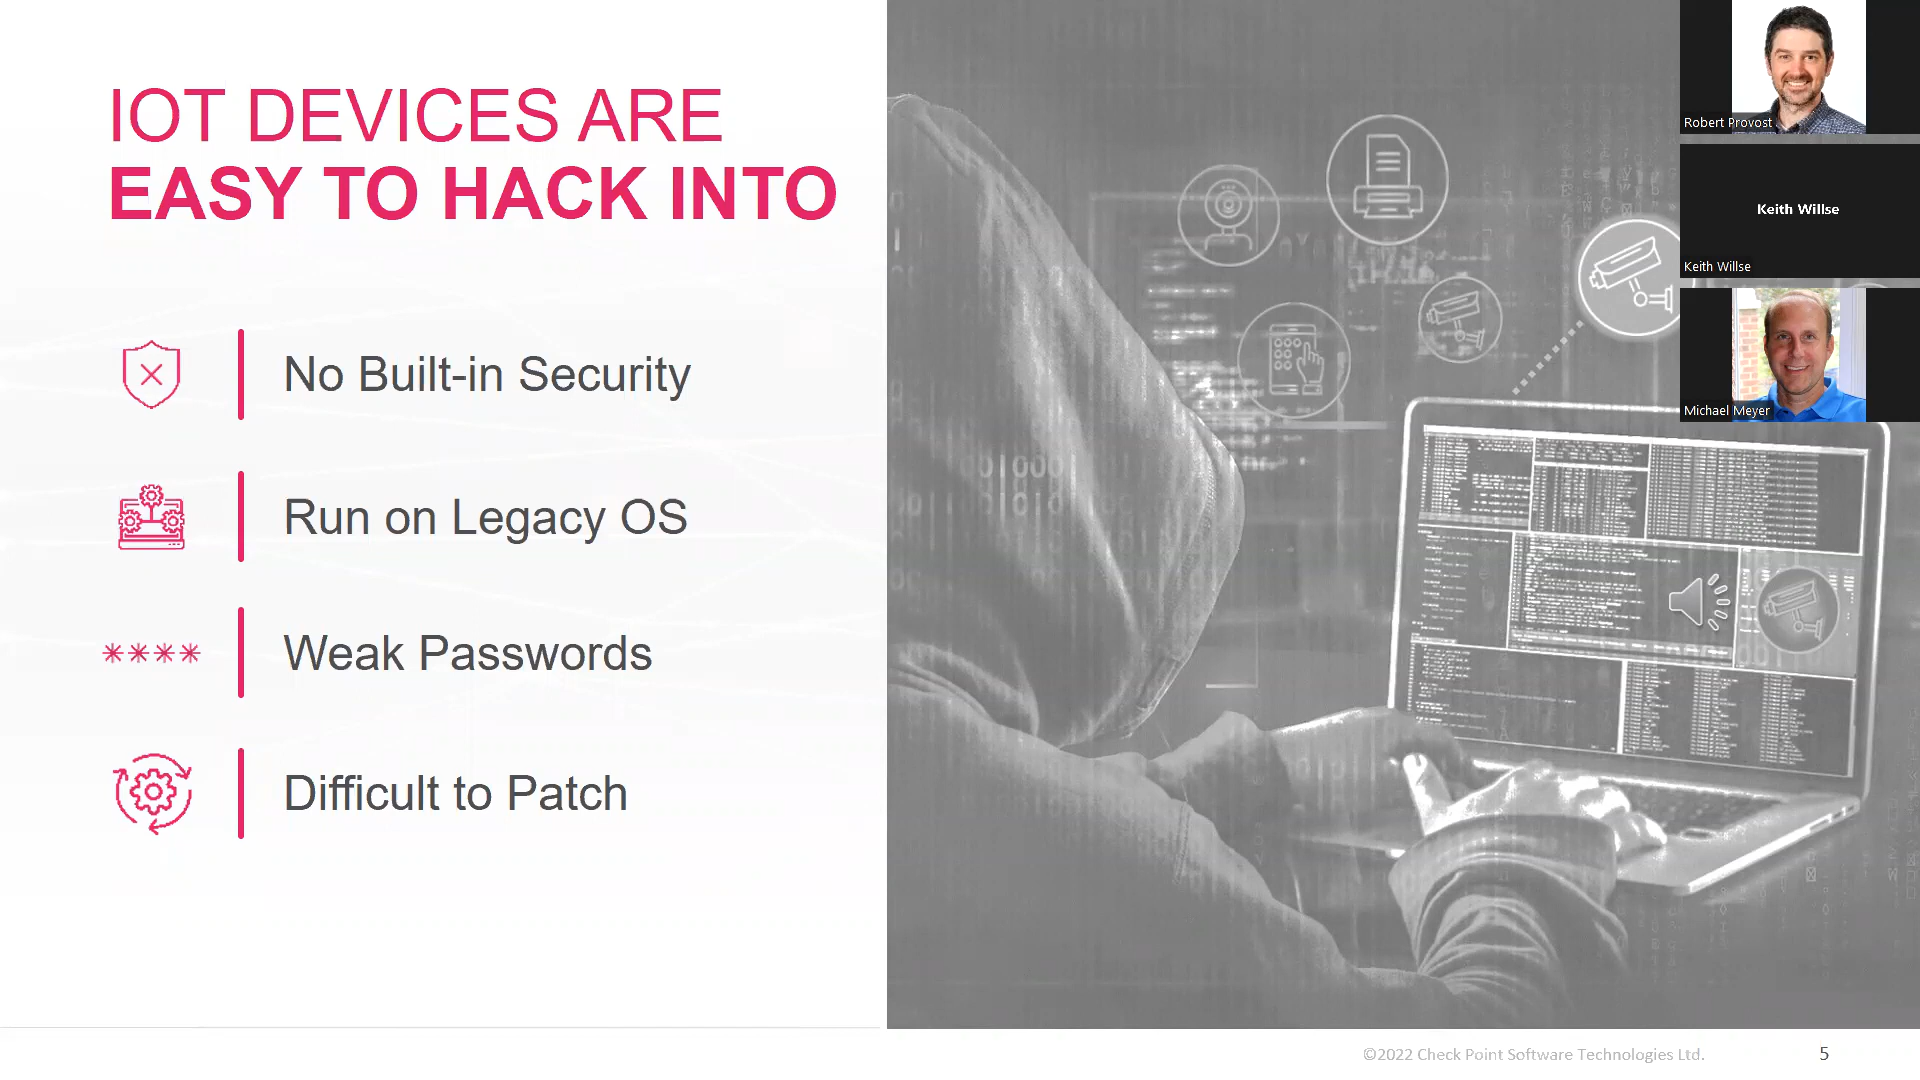 IOT DEVICES ARE
EASY TO HACK INTO
No Built-in Security
Run on Legacy OS
Weak Passwords
Difficult to Patch
Robert Provost
Keith Willse
Keith Willse
Michael Meyer
©2022 Check Point Software Technologies Ltd.
5